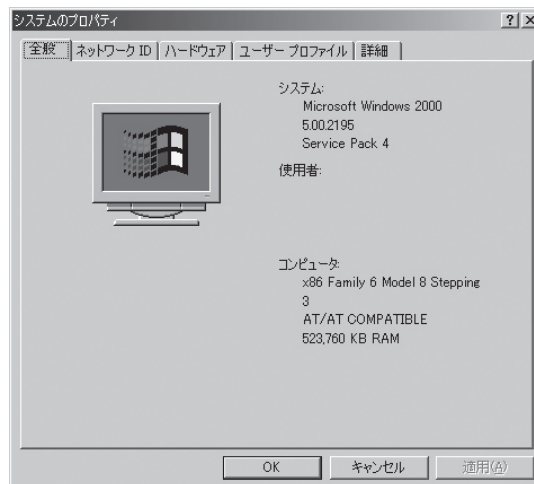 システムのプロパティ
全般 ネットワーク ID ハードウェア ユーザー プロファイル 詳細
システム:
Microsoft Windows 2000
5.00.2195
Service Pack 4
使用者:
コンピュータ:
x86 Family 6 Model 8 Stepping
3
AT/AT COMPATIBLE
523,760 KB RAM
OK キャンセル 適用(A)